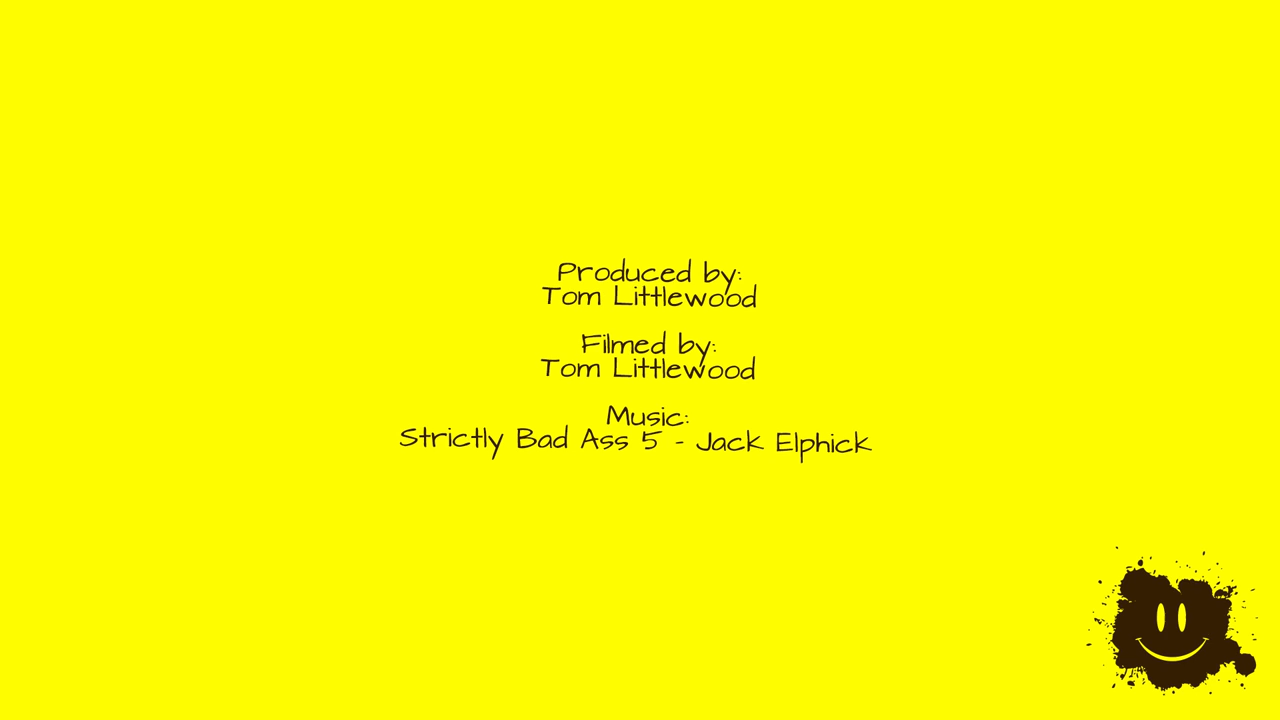 Produced by:
Tom Littlewood
Filmed by:
Tom Littlewood
Music:
Strictly Bad Ass 5 - Jack Elphick